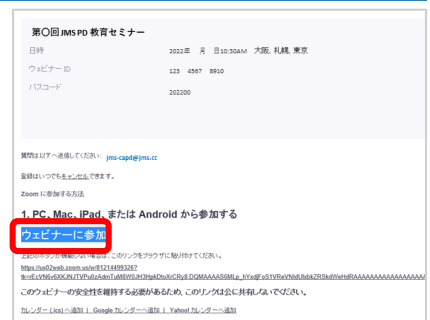 第〇回 JMS PD 教育セミナー
日時 2022年 月 日10:30AM 大阪、札幌、東京
ウェビナー ID 123 4567 8910
パスコード 202200
質問は以下へ送信してください: jms-capd@jms.cc
登録はいつでもキャンセルできます。
Zoom に参加する方法
1. PC、Mac、iPad、または Android から参加する
ウェビナーに参加
上記のボタンが機能しない場合は、このリンクをブラウザに貼り付けてください。
https://us02web.zoom.us/w/81214499326?
このウェビナーの安全性を維持する必要があるため、このリンクは公に共有しないでください。
カレンダー (.ics) へ追加 | Google カレンダーへ追加 | Yahoo! カレンダーへ追加